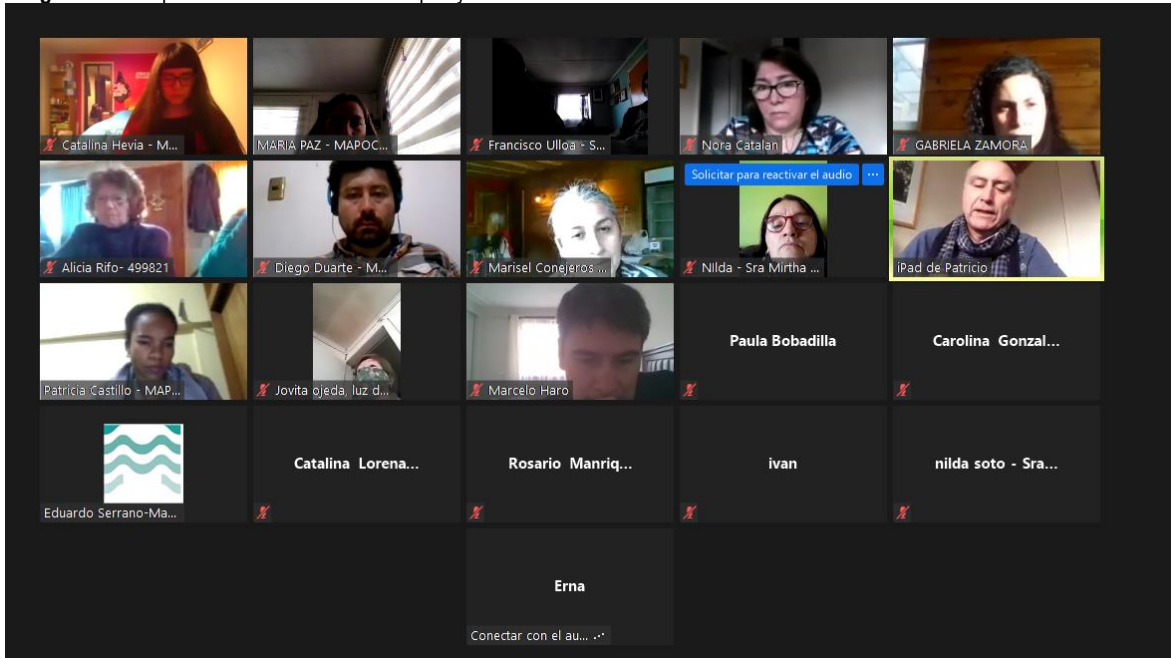 Catalina Hevia - M...
MARIA PAZ - MAPOC...
Francisco Ulloa - S...
Nora Catalan
GABRIELA ZAMORA
Solicitar para reactivar el audio ...
Alicia Rifo- 499821
Diego Duarte - M...
Marisel Conejeros ...
NIlda - Sra Mirtha ...
iPad de Patricio
Paula Bobadilla
Carolina Gonzal...
Patricia Castillo - MAP...
Jovita ojeda, luz d...
Marcelo Haro
Catalina Lorena...
Rosario Manriq...
ivan
nilda soto - Sra...
Eduardo Serrano-Ma...
Erna
Conectar con el au... ...